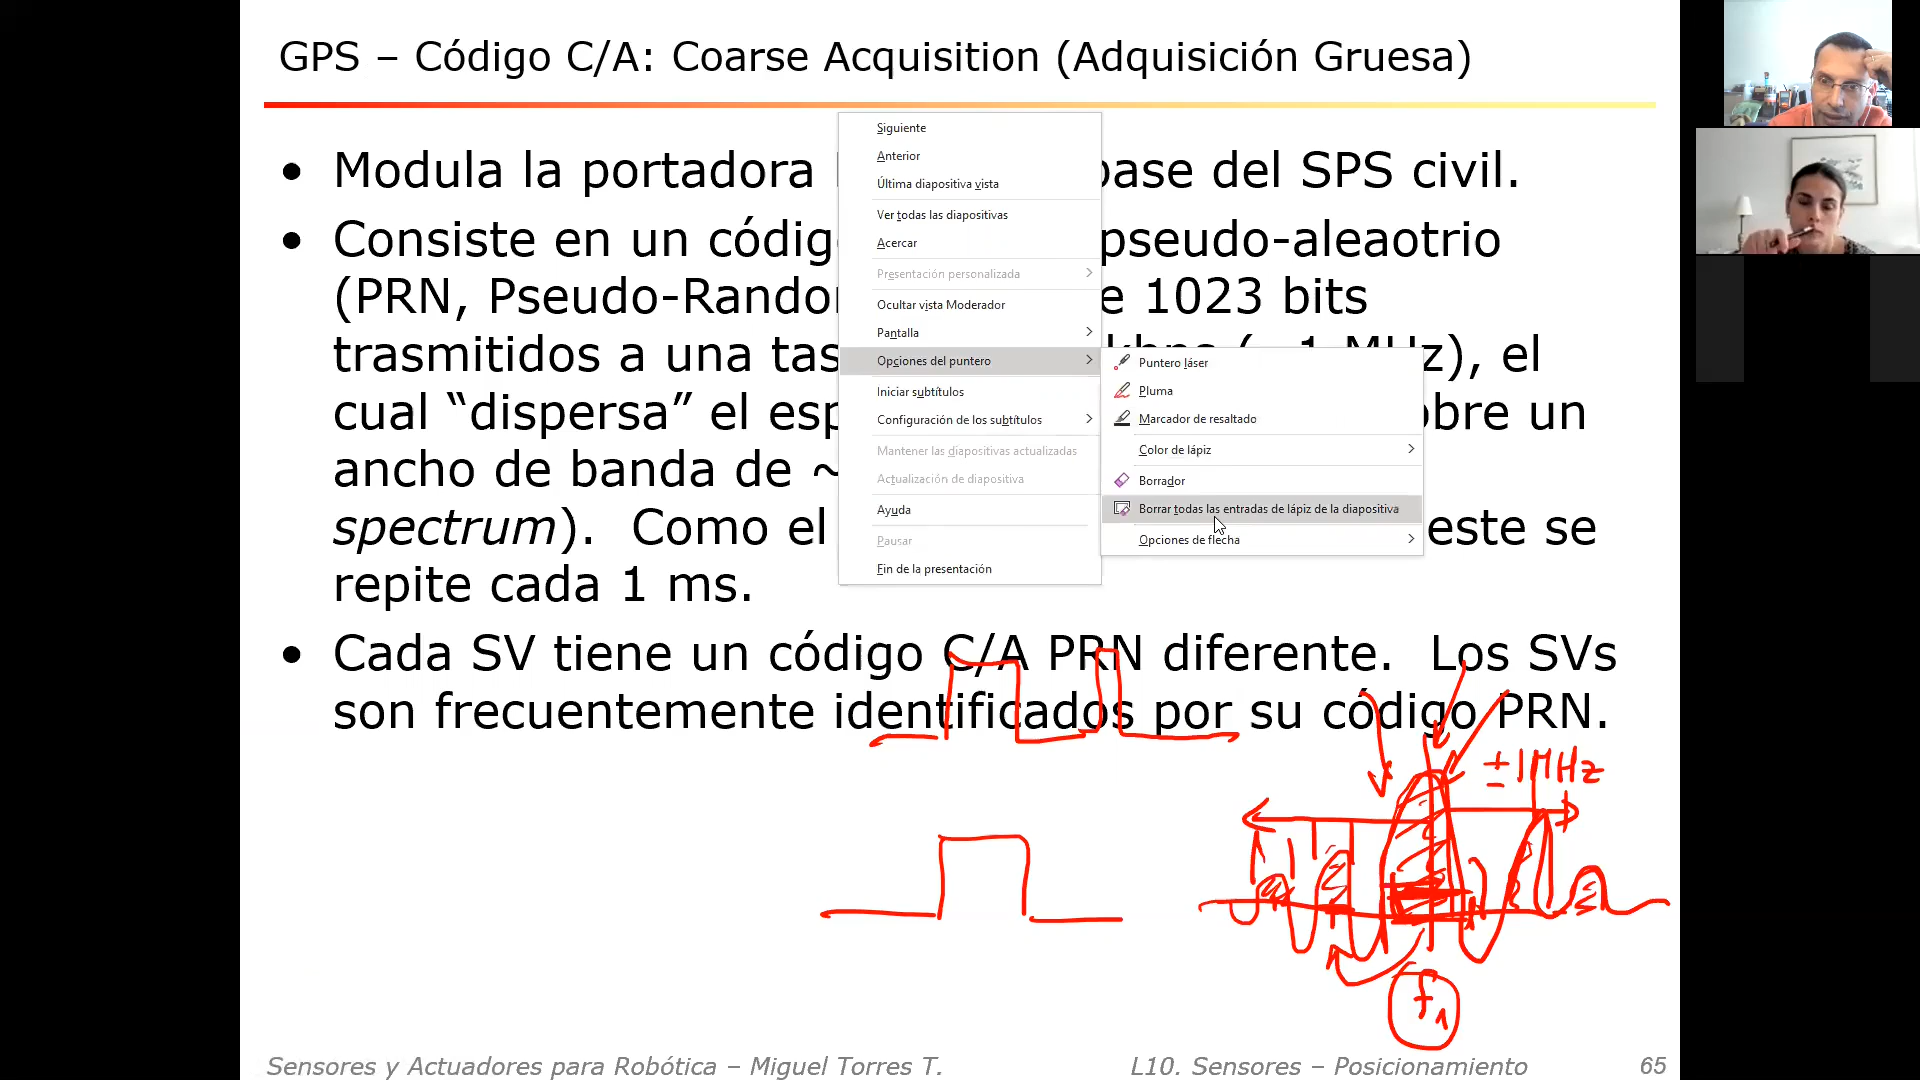 GPS – Código C/A: Coarse Acquisition (Adquisición Gruesa)
Modula la portadora base del SPS civil.
Consiste en un códig pseudo-aleaotrio
(PRN, Pseudo-Rando e 1023 bits
trasmitidos a una tas kbps (~1 MHz), el
cual “dispersa” el esp obre un
ancho de banda de ~
spectrum). Como el este se
repite cada 1 ms.
Cada SV tiene un código C/A PRN diferente. Los SVs
son frecuentemente identificados por su código PRN.
Siguiente
Anterior
Última diapositiva vista
Ver todas las diapositivas
Acercar
Presentación personalizada
Ocultar vista Moderador
Pantalla
Opciones del puntero
Iniciar subtítulos
Configuración de los subtítulos
Mantener las diapositivas actualizadas
Actualización de diapositiva
Ayuda
Pausar
Fin de la presentación
Puntero láser
Pluma
Marcador de resaltado
Color de lápiz
Borrador
Borrar todas las entradas de lápiz de la diapositiva
Opciones de flecha
±1MHz
f1
Sensores y Actuadores para Robótica – Miguel Torres T.
L10. Sensores – Posicionamiento
65